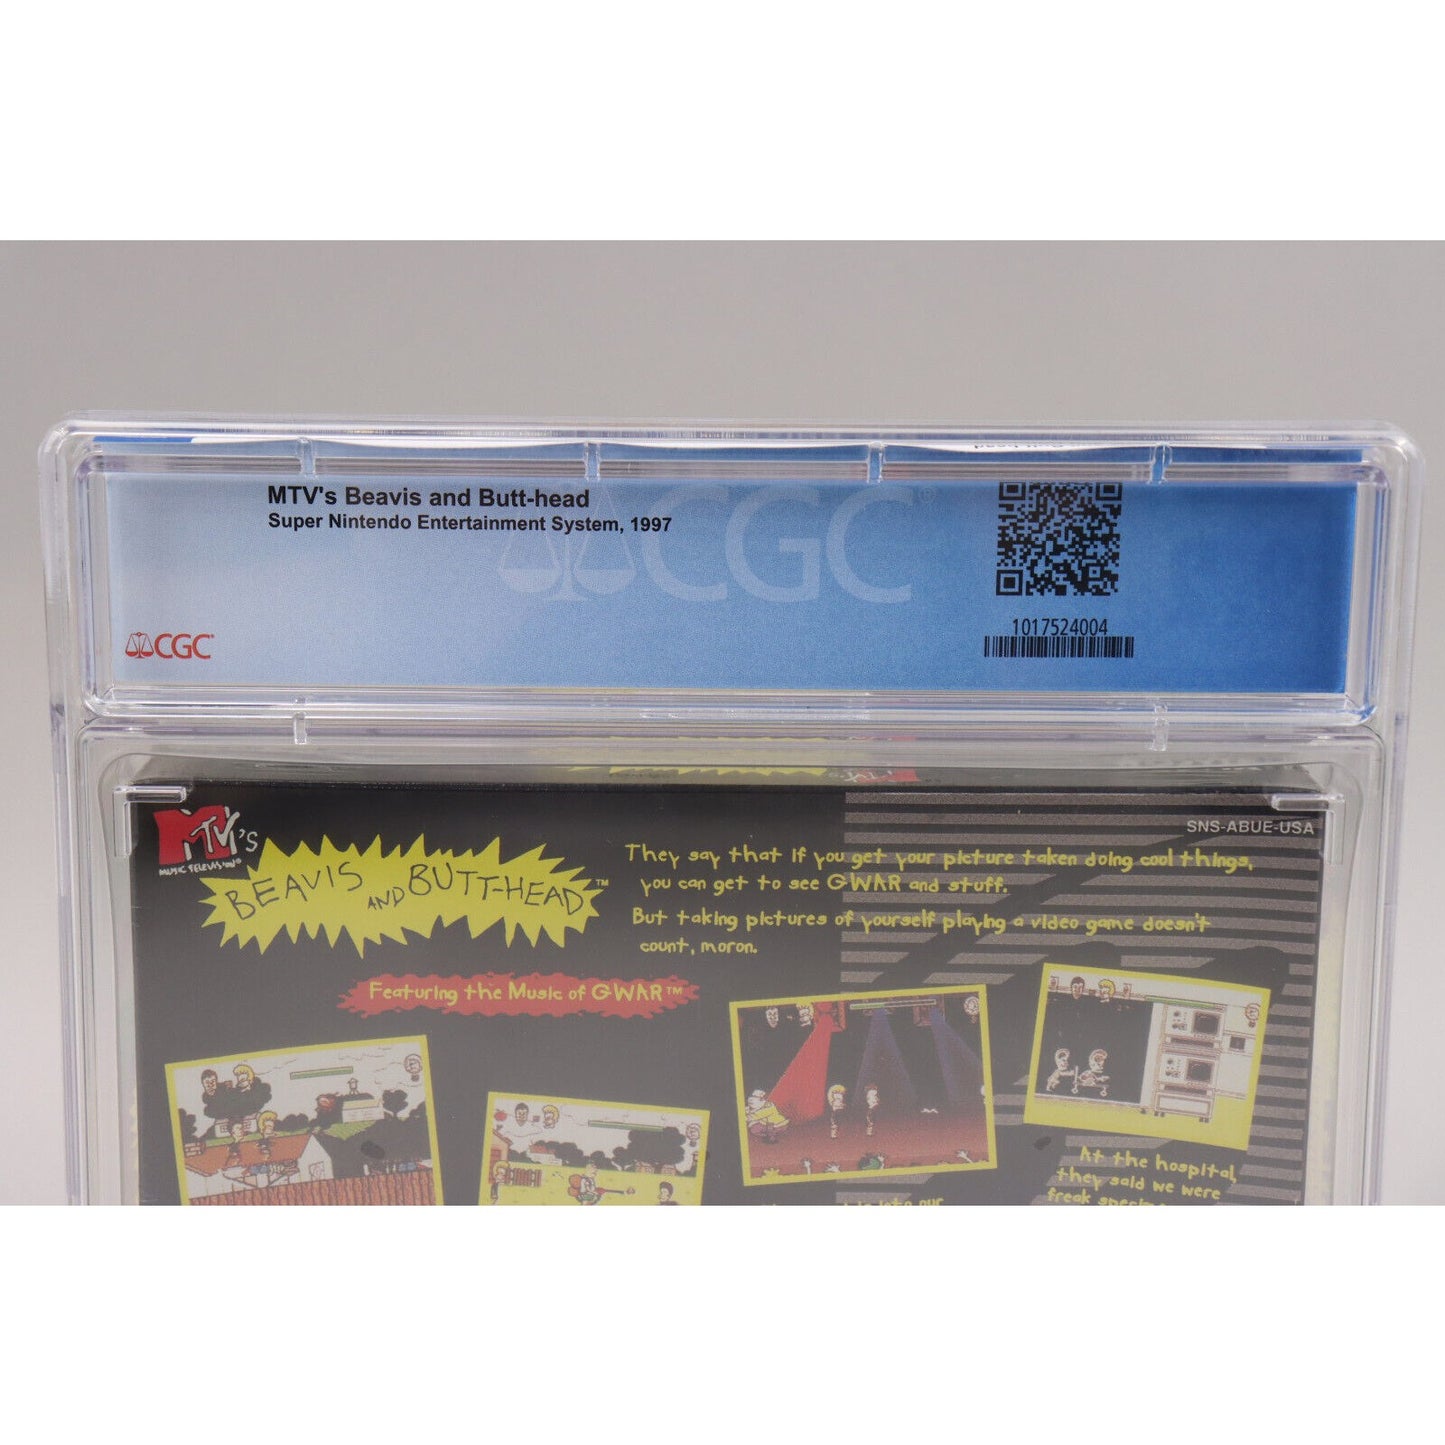 MTV's Beavis and Butt-head
Super Nintendo Entertainment System, 1997
CGC
CGC
1017524004
SNS-ABUE-USA
MTV's
MUSIC TELEVISION®
BEAVIS AND BUTT-HEAD™
They say that if you get your picture taken doing cool things,
you can get to see GWAR and stuff.
But taking pictures of yourself playing a video game doesn't
count, moron.
Featuring the Music of GWAR™
At the hospital,
they said we were
freak
into our